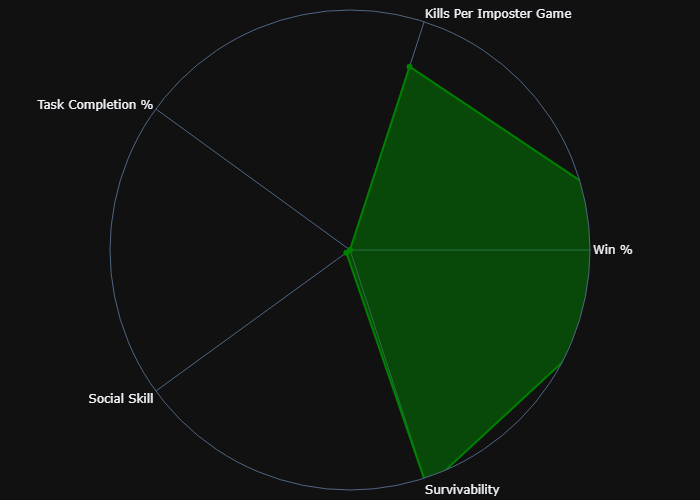 Kills Per Imposter Game
Task Completion %
Win %
Social Skill
Survivability